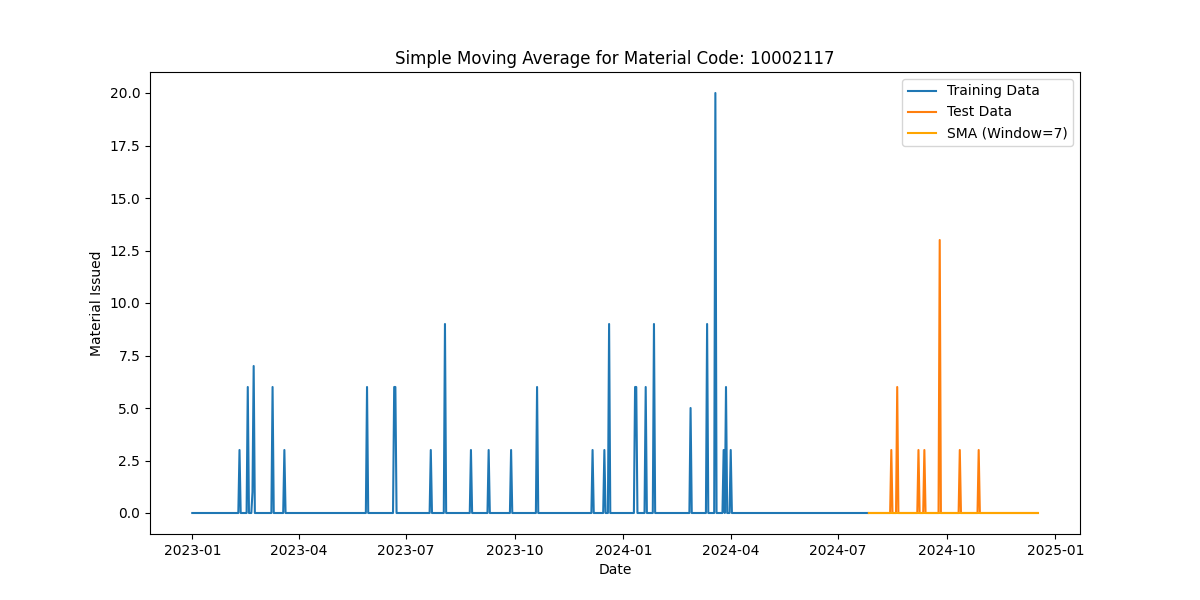 Simple Moving Average for Material Code: 10002117
Training Data
Test Data
SMA (Window=7)
Material Issued
20.0
17.5
15.0
12.5
10.0
7.5
5.0
2.5
0.0
2023-01 2023-04 2023-07 2023-10 2024-01 2024-04 2024-07 2024-10 2025-01
Date